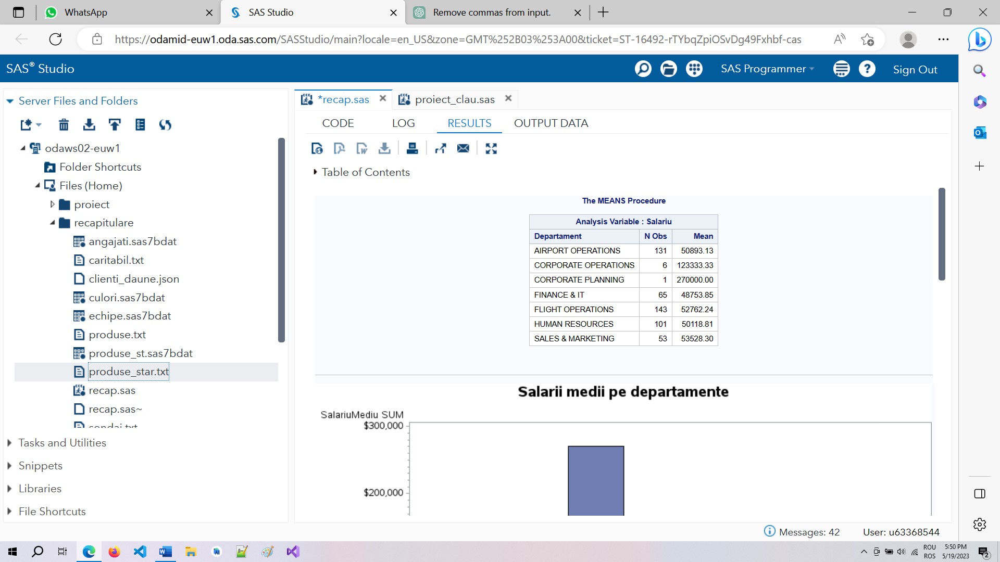 WhatsApp
SAS Studio
Remove commas from input.
https://odamid-euw1.oda.sas.com/SASStudio/main?locale=en_US&zone=GMT%252B03%253A00&ticket=ST-16492-rTYbqZpiOSvDg49Fxhbf-cas
SAS® Studio
SAS Programmer
Sign Out
Server Files and Folders
odaws02-euw1
Folder Shortcuts
Files (Home)
proiect
recapitulare
angajati.sas7bdat
caritabil.txt
clienti_daune.json
culori.sas7bdat
echipe.sas7bdat
produse.txt
produse_st.sas7bdat
produse_star.txt
recap.sas
recap.sas~
sondaj.txt
Tasks and Utilities
Snippets
Libraries
File Shortcuts
*recap.sas
proiect_clau.sas
CODE LOG RESULTS OUTPUT DATA
Table of Contents
The MEANS Procedure
Analysis Variable : Salariu
Departament N Obs Mean
AIRPORT OPERATIONS 131 50893.13
CORPORATE OPERATIONS 6 123333.33
CORPORATE PLANNING 1 270000.00
FINANCE & IT 65 48753.85
FLIGHT OPERATIONS 143 52762.24
HUMAN RESOURCES 101 50118.81
SALES & MARKETING 53 53528.30
Salarii medii pe departamente
SalariuMediu SUM
$300,000
$200,000
Messages: 42
User: u63368544
ROU
ROS
5:50 PM
5/19/2023
2